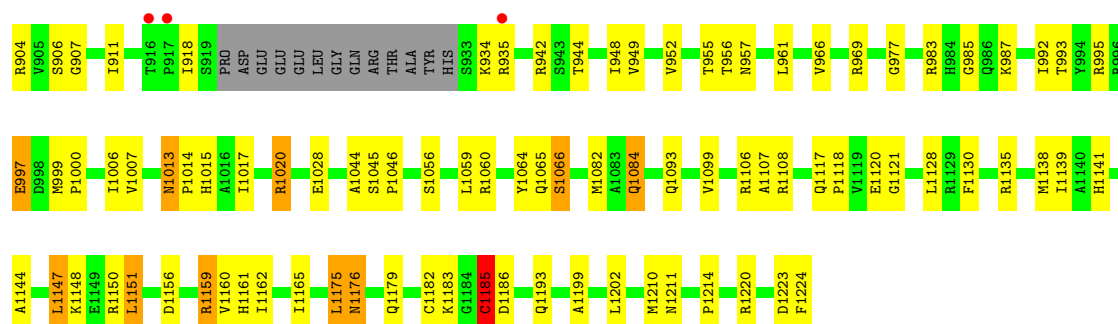 R904 V905 S906 G907 I911 T916 P917 I918 S919 PRO ASP GLU GLU GLU LEU GLY GLN ARG THR ALA TYR HIS S933 K934 R935 R942 S943 T944 I948 V949 V952 T955 T956 N957 L961 V966 R969 G977 R983 H984 G985 Q986 K987 I992 T993 Y994 R995 P996
E997 D998 M999 P1000 I1006 V1007 N1013 P1014 H1015 A1016 I1017 R1020 E1028 A1044 S1045 P1046 S1056 L1059 R1060 Y1064 Q1065 S1066 M1082 A1083 Q1084 Q1093 V1099 R1106 A1107 R1108 Q1117 P1118 V1119 E1120 G1121 L1128 R1129 F1130 R1135 M1138 I1139 A1140 H1141
A1144 L1147 K1148 E1149 R1150 L1151 D1156 R1159 V1160 H1161 I1162 I1165 L1175 N1176 Q1179 C1182 K1183 G1184 C1185 D1186 Q1193 A1199 L1202 M1210 N1211 P1214 R1220 D1223 F1224